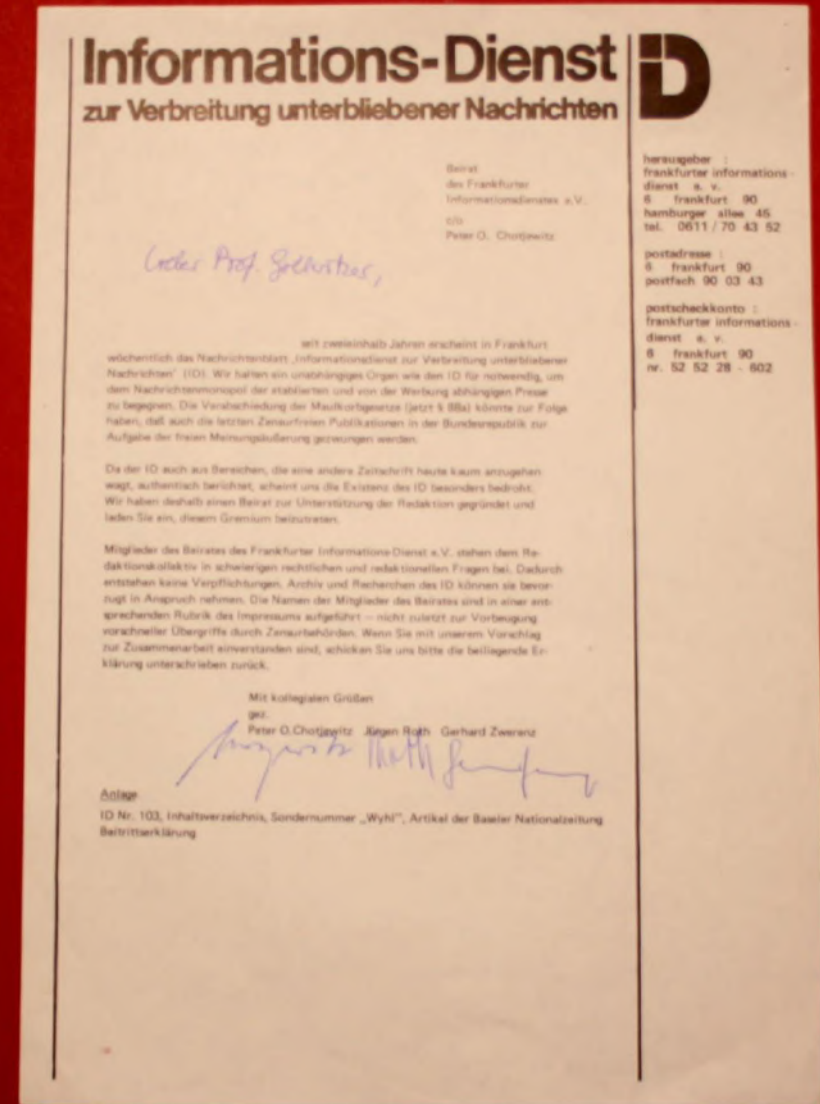 Informations-Dienst
zur Verbreitung unterbliebener Nachrichten
iD
herausgeber :
frankfurter informations-
dienst e. v.
6 frankfurt 90
hamburger allee 45
tel. 0611 / 70 43 52
postadresse :
6 frankfurt 90
postfach 90 03 43
postscheckkonto :
frankfurter informations-
dienst e. v.
6 frankfurt 90
nr. 52 52 28 - 602
Beirat
des Frankfurter
Informationsdienstes e.V.
c/o
Peter O. Chotjewitz
Lieber Prof. Gollwitzer,
seit zweieinhalb Jahren erscheint in Frankfurt
wöchentlich das Nachrichtenblatt „Informationsdienst zur Verbreitung unterbliebener
Nachrichten" (ID). Wir halten ein unabhängiges Organ wie den ID für notwendig, um
dem Nachrichtenmonopol der etablierten und von der Werbung abhängigen Presse
zu begegnen. Die Verabschiedung der Maulkorbgesetze (jetzt § 88a) könnte zur Folge
haben, daß auch die letzten Zensurfreien Publikationen in der Bundesrepublik zur
Aufgabe der freien Meinungsäußerung gezwungen werden.
Da der ID auch aus Bereichen, die eine andere Zeitschrift heute kaum anzugehen
wagt, authentisch berichtet, scheint uns die Existenz des ID besonders bedroht.
Wir haben deshalb einen Beirat zur Unterstützung der Redaktion gegründet und
laden Sie ein, diesem Gremium beizutreten.
Mitglieder des Beirates des Frankfurter Informations-Dienst e.V. stehen dem Re-
daktionskollektiv in schwierigen rechtlichen und redaktionellen Fragen bei. Dadurch
entstehen keine Verpflichtungen. Archiv und Recherchen des ID können sie bevor-
zugt in Anspruch nehmen. Die Namen der Mitglieder des Beirates sind in einer ent-
sprechenden Rubrik des Impressums aufgeführt — nicht zuletzt zur Vorbeugung
vorschneller Übergriffe durch Zensurbehörden. Wenn Sie mit unserem Vorschlag
zur Zusammenarbeit einverstanden sind, schicken Sie uns bitte die beiliegende Er-
klärung unterschrieben zurück.
Mit kollegialen Grüßen
gez.
Peter O.Chotjewitz Jürgen Roth Gerhard Zwerenz
Anlage
ID Nr. 103, Inhaltsverzeichnis, Sondernummer „Wyhl", Artikel der Baseler Nationalzeitung
Beitrittserklärung